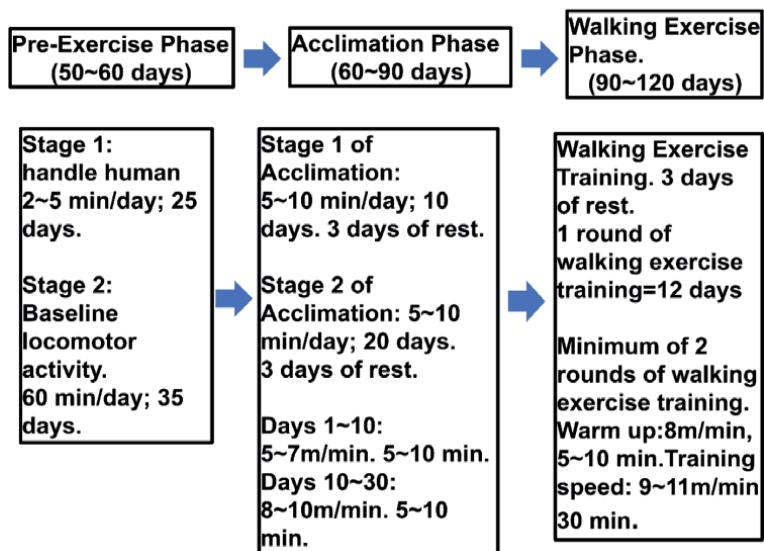 Pre-Exercise Phase
(50~60 days)
Acclimation Phase
(60~90 days)
Walking Exercise
Phase.
(90~120 days)
Stage 1:
handle human
2~5 min/day; 25
days.
Stage 2:
Baseline
locomotor
activity.
60 min/day; 35
days.
Stage 1 of
Acclimation:
5~10 min/day; 10
days. 3 days of rest.
Stage 2 of
Acclimation: 5~10
min/day; 20 days.
3 days of rest.
Days 1~10:
5~7m/min. 5~10 min.
Days 10~30:
8~10m/min. 5~10
min.
Walking Exercise
Training. 3 days
of rest.
1 round of
walking exercise
training=12 days
Minimum of 2
rounds of walking
exercise training.
Warm up:8m/min,
5~10 min.Training
speed: 9~11m/min
30 min.